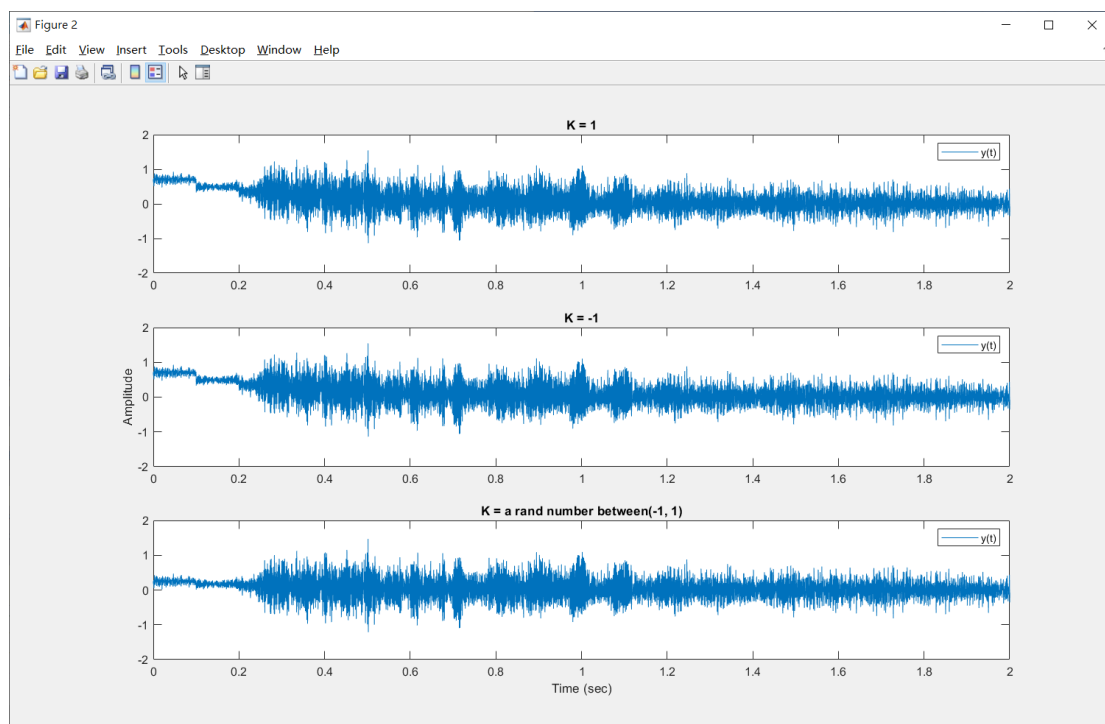 Figure 2
File Edit View Insert Tools Desktop Window Help
K = 1
y(t)
2
1
0
-1
-2
0 0.2 0.4 0.6 0.8 1 1.2 1.4 1.6 1.8 2
K = -1
y(t)
Amplitude
2
1
0
-1
-2
0 0.2 0.4 0.6 0.8 1 1.2 1.4 1.6 1.8 2
K = a rand number between(-1, 1)
y(t)
2
1
0
-1
-2
0 0.2 0.4 0.6 0.8 1 1.2 1.4 1.6 1.8 2
Time (sec)